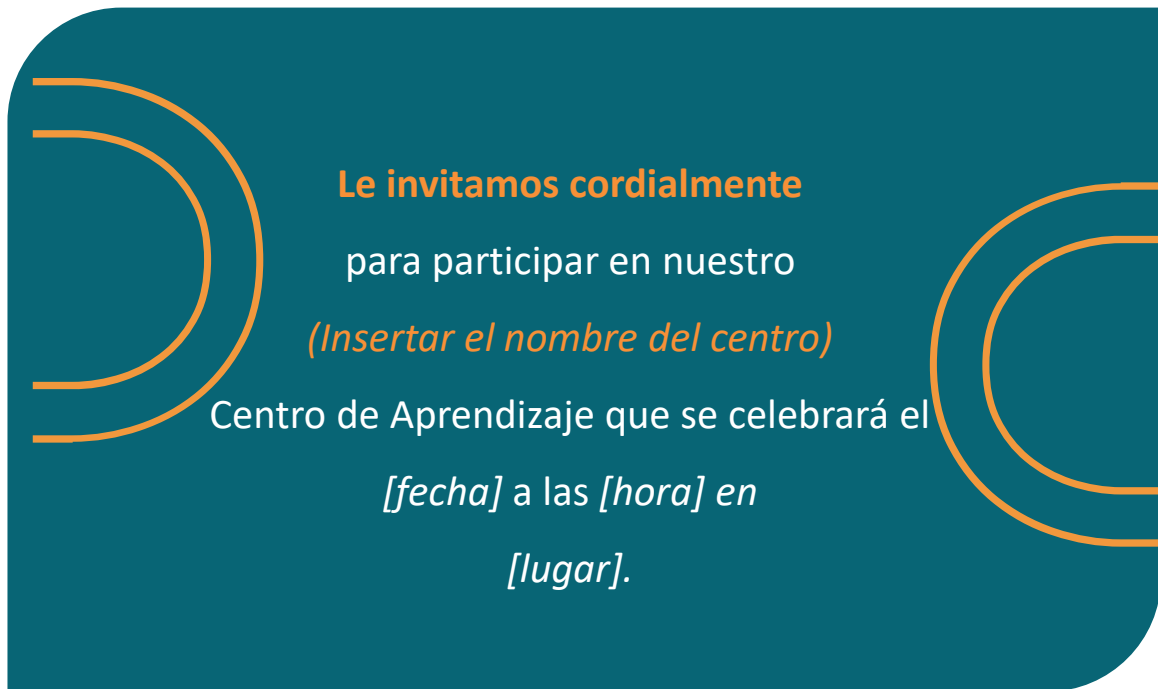 Le invitamos cordialmente
para participar en nuestro
(Insertar el nombre del centro)
Centro de Aprendizaje que se celebrará el
[fecha] a las [hora] en
[lugar].